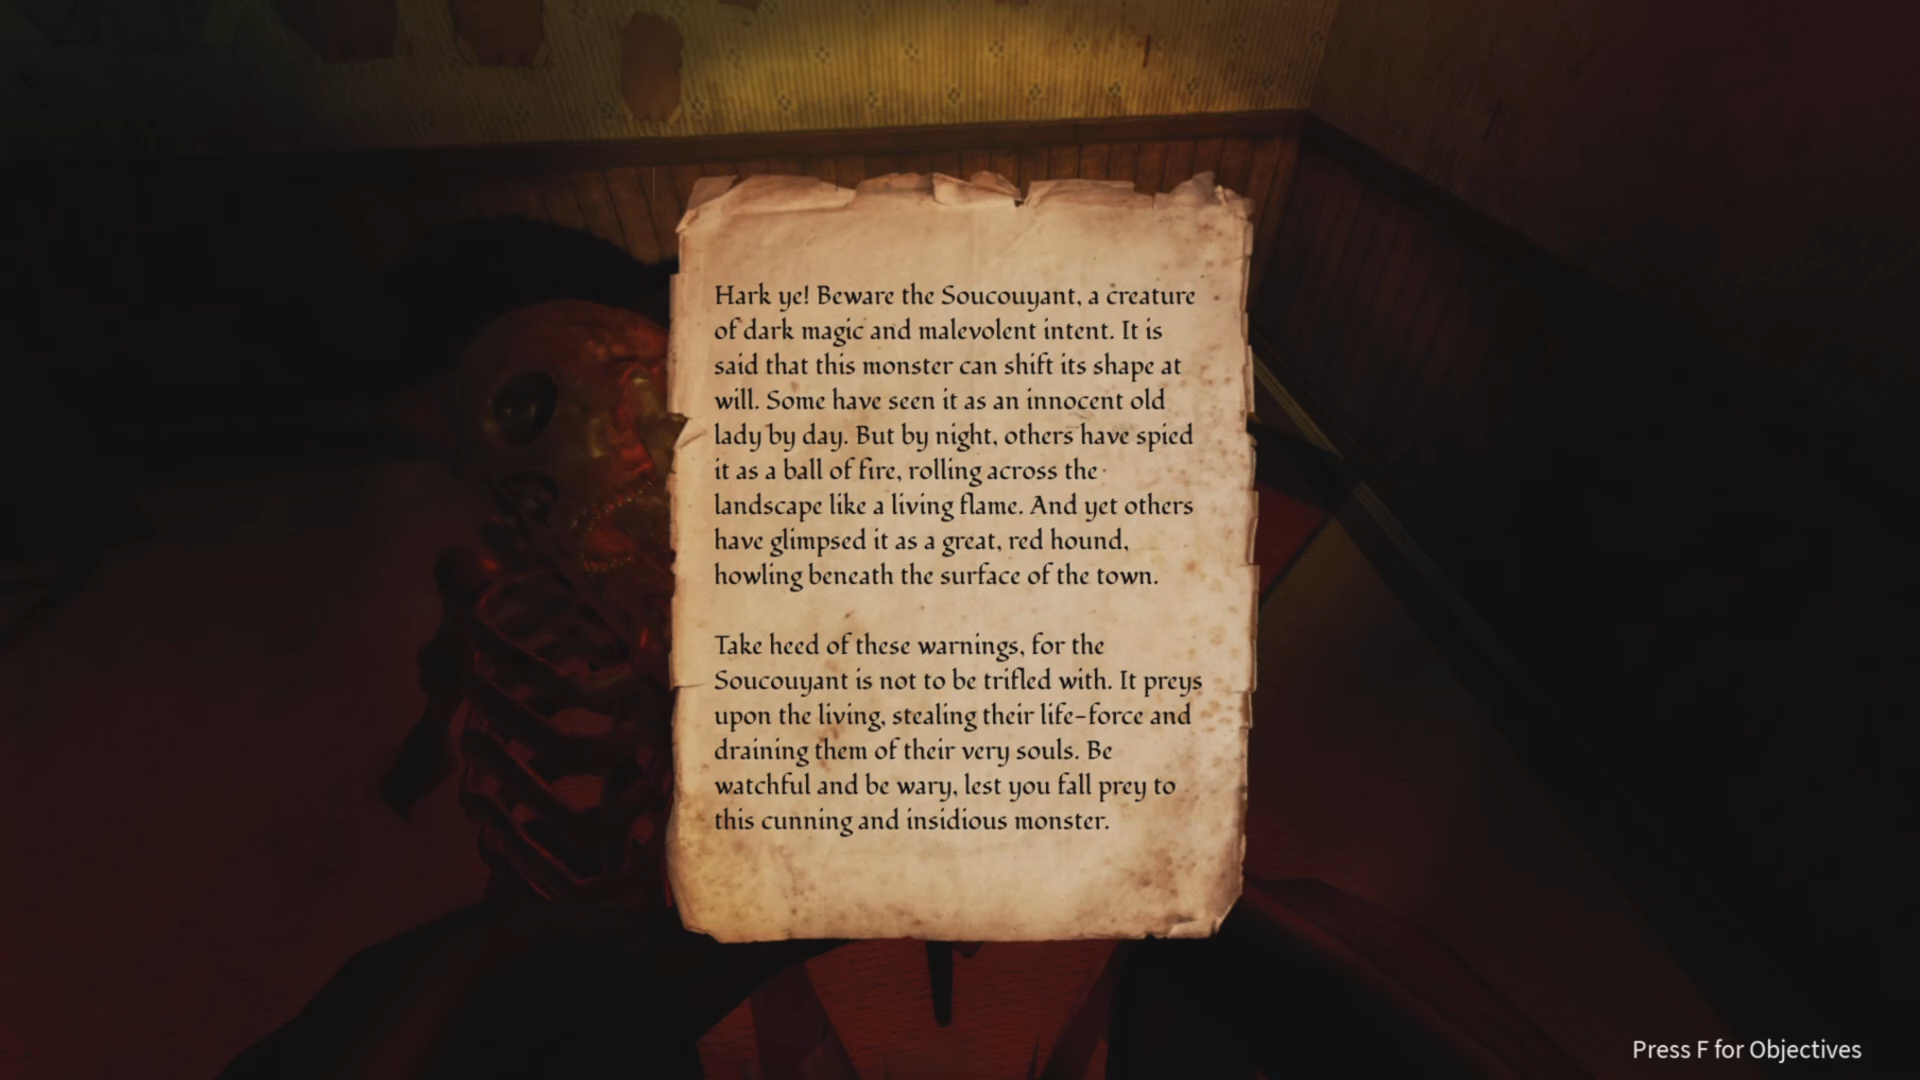 Hark ye! Beware the Soucouyant, a creature
of dark magic and malevolent intent. It is
said that this monster can shift its shape at
will. Some have seen it as an innocent old
lady by day. But by night, others have spied
it as a ball of fire, rolling across the
landscape like a living flame. And yet others
have glimpsed it as a great, red hound,
howling beneath the surface of the town.
Take heed of these warnings, for the
Soucouyant is not to be trifled with. It preys
upon the living, stealing their life-force and
draining them of their very souls. Be
watchful and be wary, lest you fall prey to
this cunning and insidious monster.
Press F for Objectives